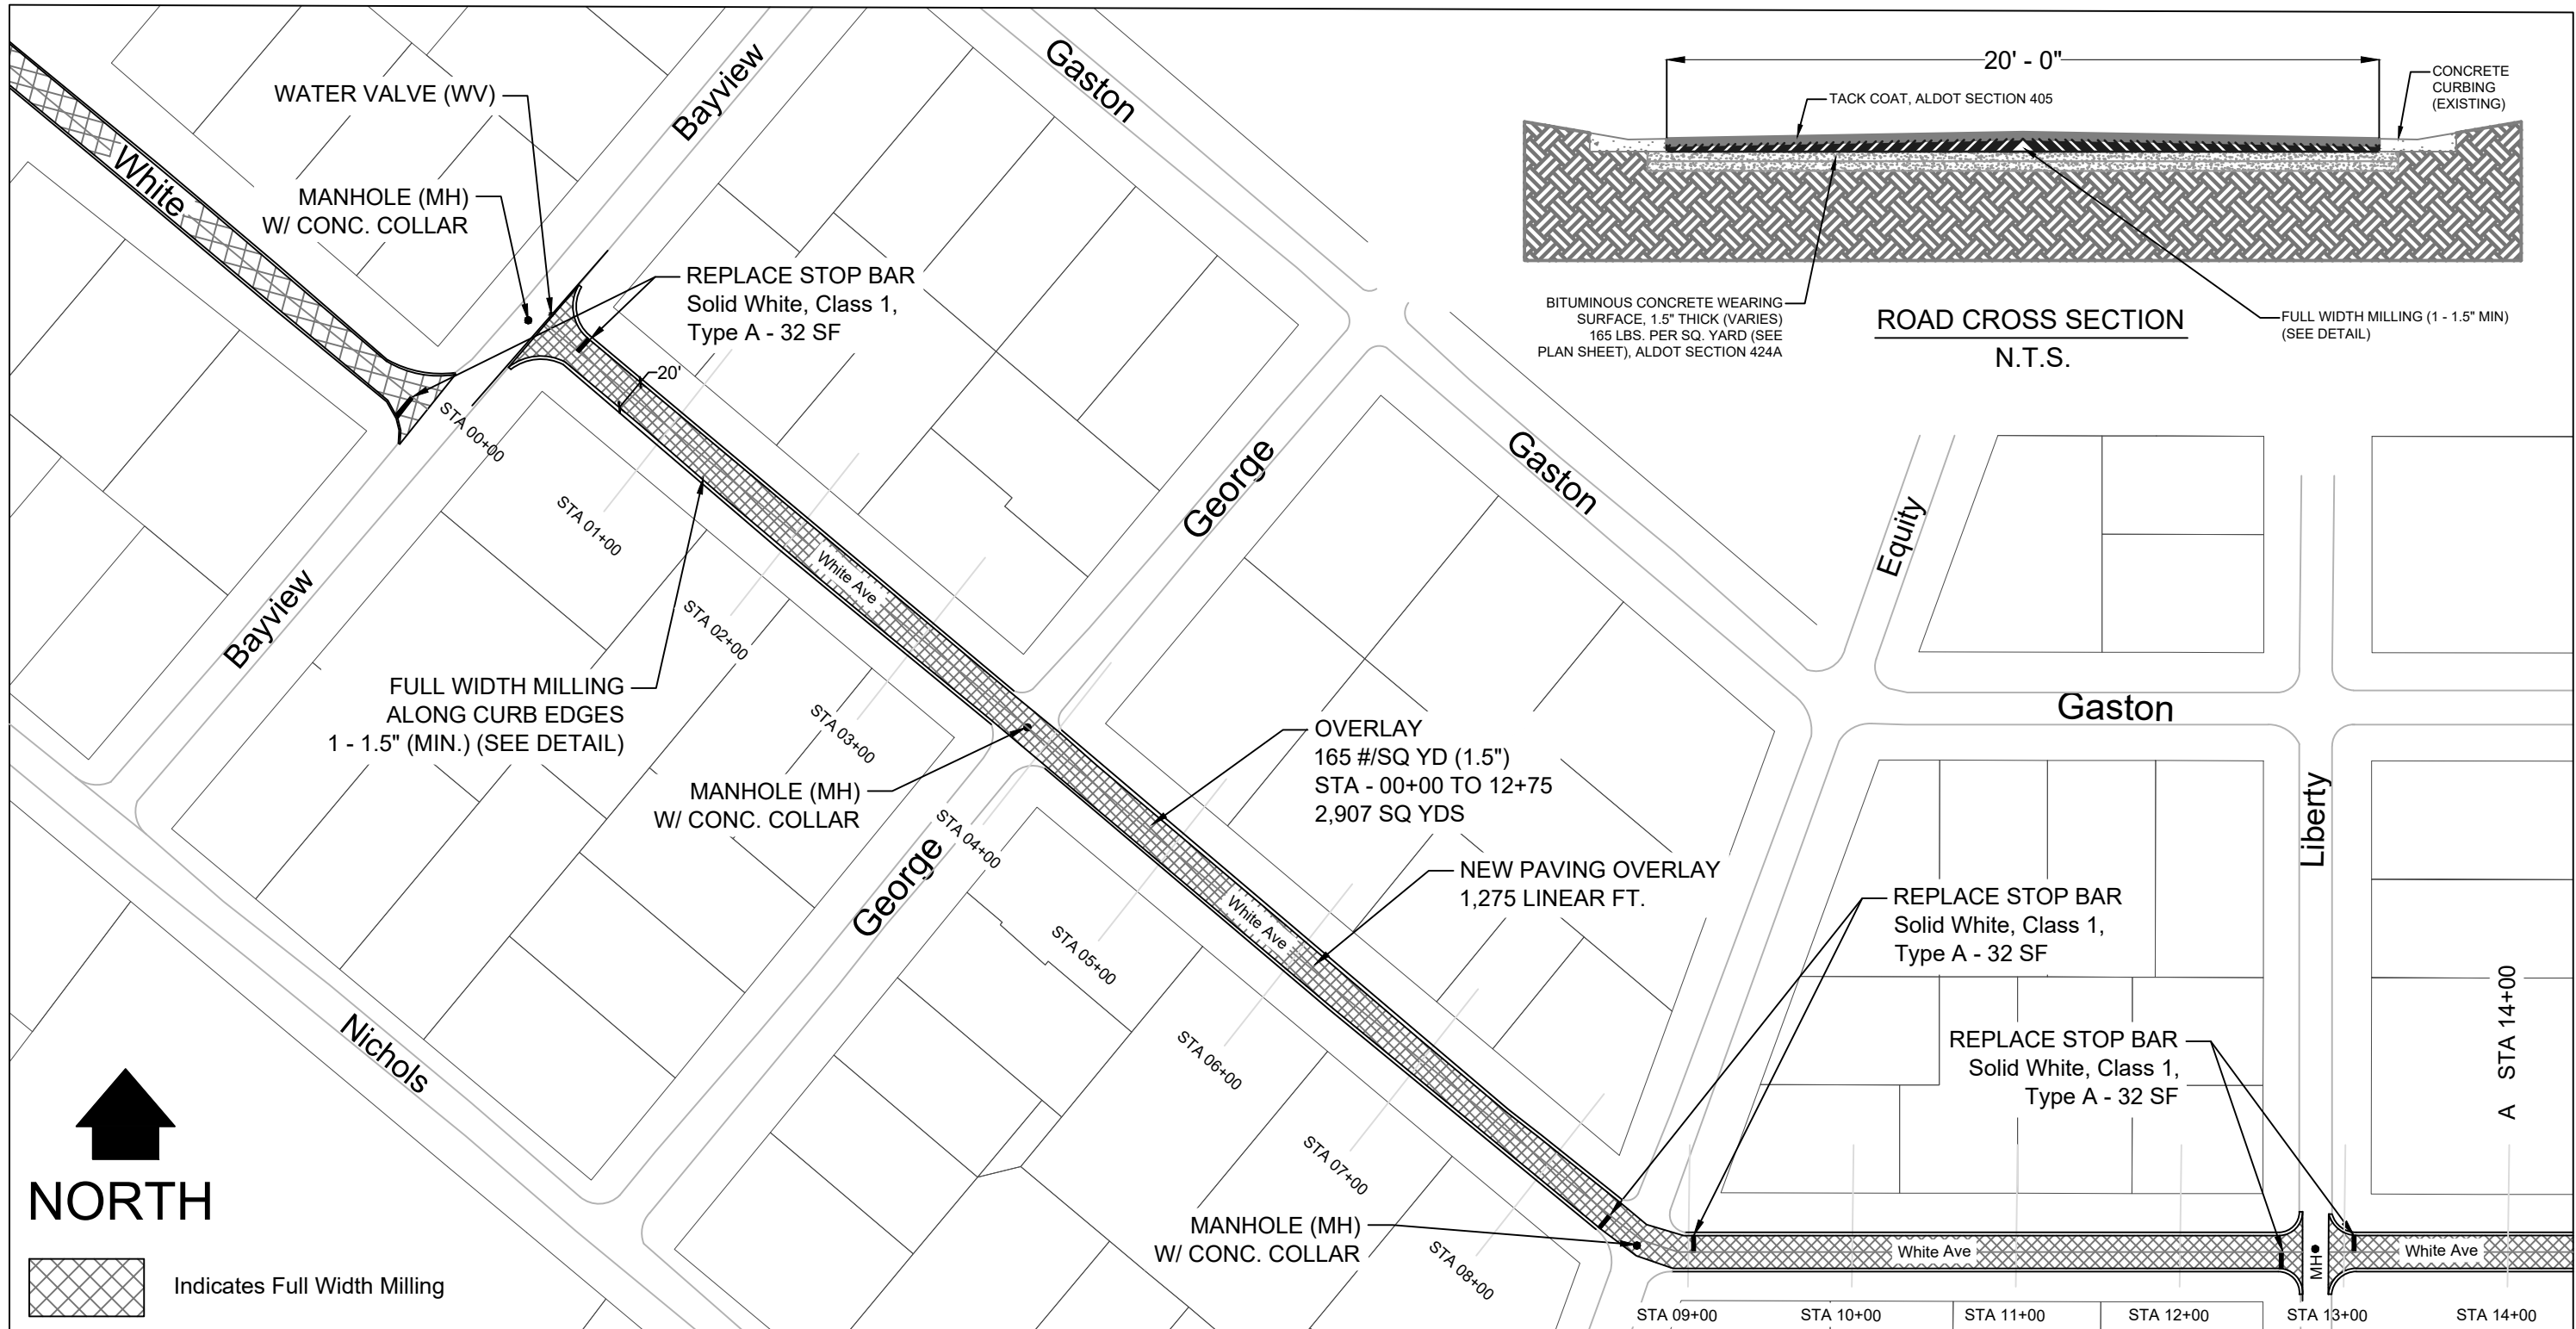 Gaston
20' - 0"
CONCRETE
CURBING
(EXISTING)
TACK COAT, ALDOT SECTION 405
WATER VALVE (WV)
Bayview
White
MANHOLE (MH)
W/ CONC. COLLAR
REPLACE STOP BAR
Solid White, Class 1,
Type A - 32 SF
BITUMINOUS CONCRETE WEARING
SURFACE, 1.5" THICK (VARIES)
165 LBS. PER SQ. YARD (SEE
PLAN SHEET), ALDOT SECTION 424A
ROAD CROSS SECTION
N.T.S.
FULL WIDTH MILLING (1 - 1.5" MIN)
(SEE DETAIL)
20'
STA 00+00
STA 01+00
George
Gaston
Equity
White Ave
Bayview
STA 02+00
FULL WIDTH MILLING
ALONG CURB EDGES
1 - 1.5" (MIN.) (SEE DETAIL)
STA 03+00
Gaston
OVERLAY
165 #/SQ YD (1.5")
STA - 00+00 TO 12+75
2,907 SQ YDS
MANHOLE (MH)
W/ CONC. COLLAR
STA 04+00
George
Liberty
NEW PAVING OVERLAY
1,275 LINEAR FT.
White Ave
REPLACE STOP BAR
Solid White, Class 1,
Type A - 32 SF
STA 05+00
A STA 14+00
Nichols
STA 06+00
REPLACE STOP BAR
Solid White, Class 1,
Type A - 32 SF
STA 07+00
NORTH
MANHOLE (MH)
W/ CONC. COLLAR
STA 08+00
White Ave
MH
White Ave
Indicates Full Width Milling
STA 09+00
STA 10+00
STA 11+00
STA 12+00
STA 13+00
STA 14+00